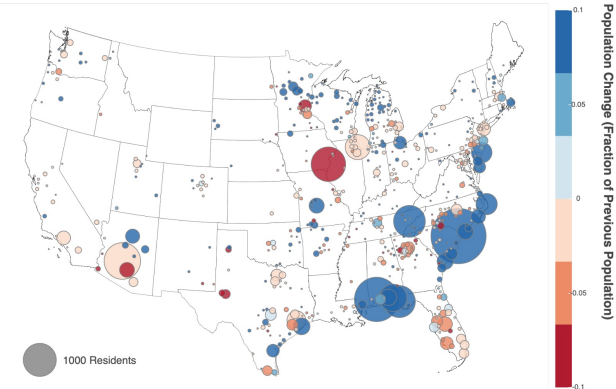 0.1
0.05
0
-0.05
-0.1
Population Change (Fraction of Previous Population)
1000 Residents